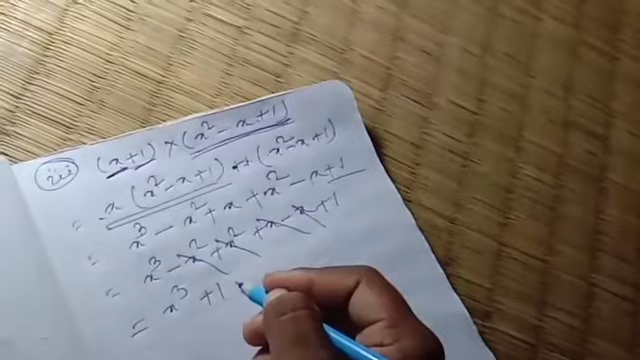 (iii) (x+1) × (x² - x + 1)
= x (x² - x + 1) + 1 (x² - x + 1)
= x³ - x² + x + x² - x + 1
= x³ - x² + x² + x - x + 1
= x³ + 1